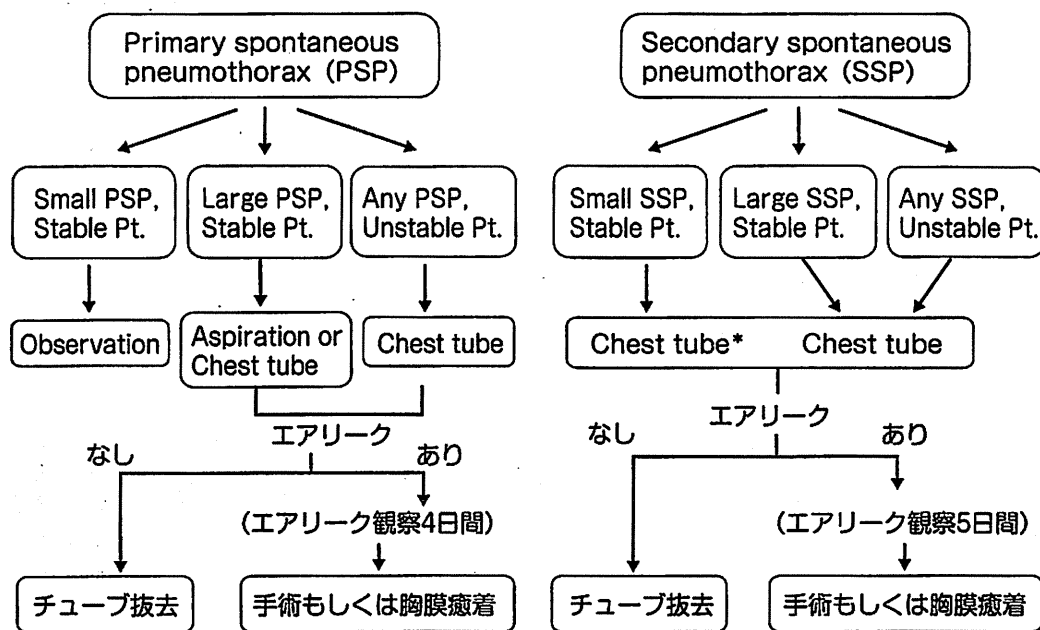 Primary spontaneous
pneumothorax (PSP)
Small PSP,
Stable Pt.
Large PSP,
Stable Pt.
Any PSP,
Unstable Pt.
Observation
Aspiration or
Chest tube
Chest tube
エアリーク
なし
あり
(エアリーク観察4日間)
チューブ抜去
手術もしくは胸膜癒着
Secondary spontaneous
pneumothorax (SSP)
Small SSP,
Stable Pt.
Large SSP,
Stable Pt.
Any SSP,
Unstable Pt.
Chest tube* Chest tube
エアリーク
なし
あり
(エアリーク観察5日間)
チューブ抜去
手術もしくは胸膜癒着